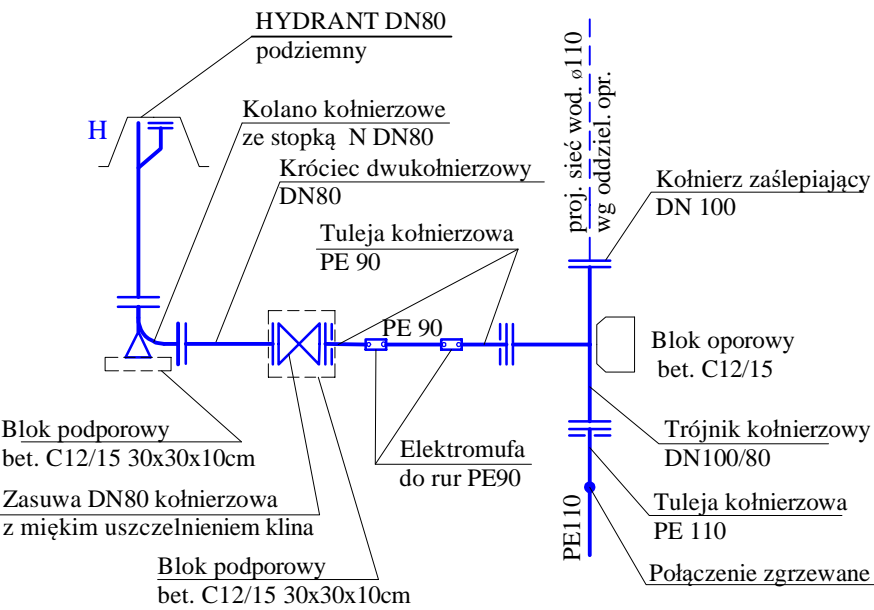 HYDRANT DN80
podziemny
H
Kolano kołnierzowe
ze stopką N DN80
Króciec dwukołnierzowy
DN80
Tuleja kołnierzowa
PE 90
proj. sieć wod. ø110
wg oddziel. opr.
Kołnierz zaślepiający
DN 100
PE 90
Blok oporowy
bet. C12/15
Blok podporowy
bet. C12/15 30x30x10cm
Elektromufa
do rur PE90
Trójnik kołnierzowy
DN100/80
Zasuwa DN80 kołnierzowa
z miękim uszczelnieniem klina
Tuleja kołnierzowa
PE 110
PE110
Blok podporowy
bet. C12/15 30x30x10cm
Połączenie zgrzewane